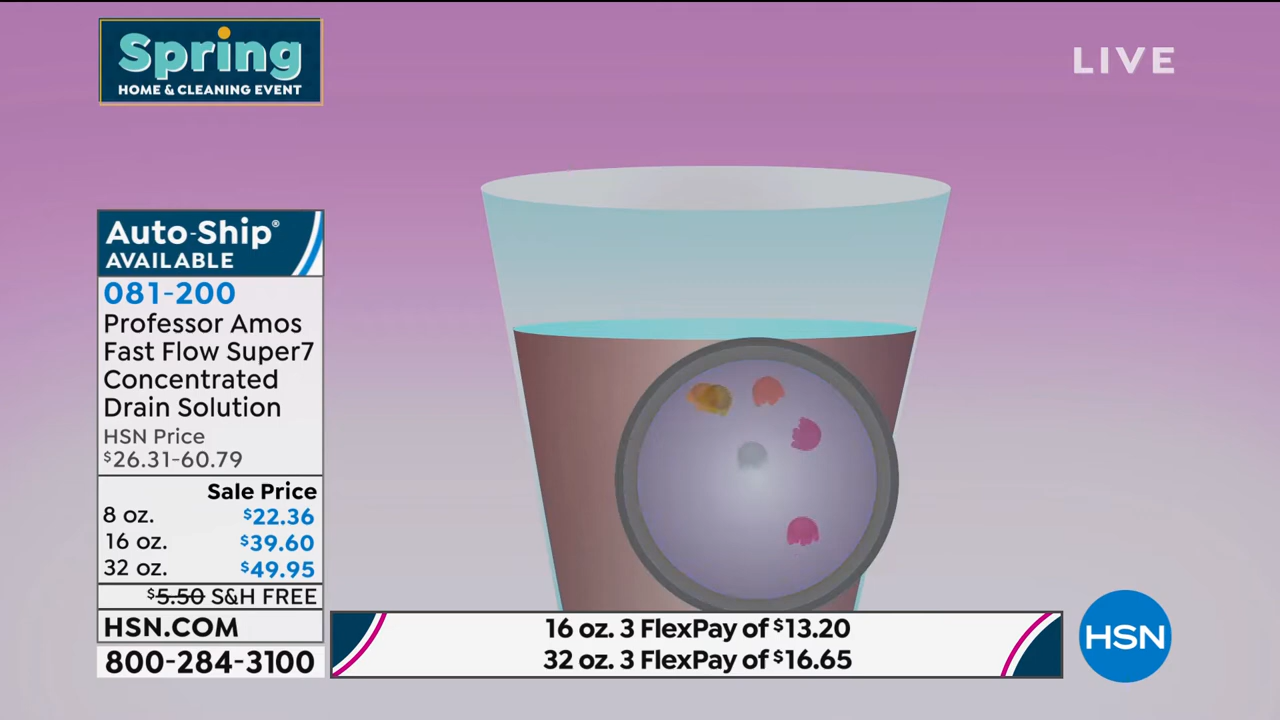 Spring
HOME & CLEANING EVENT
LIVE
Auto-Ship®
AVAILABLE
081-200
Professor Amos
Fast Flow Super7
Concentrated
Drain Solution
HSN Price
$26.31-60.79
Sale Price
8 oz. $22.36
16 oz. $39.60
32 oz. $49.95
$5.50 S&H FREE
HSN.COM
800-284-3100
16 oz. 3 FlexPay of $13.20
32 oz. 3 FlexPay of $16.65
HSN